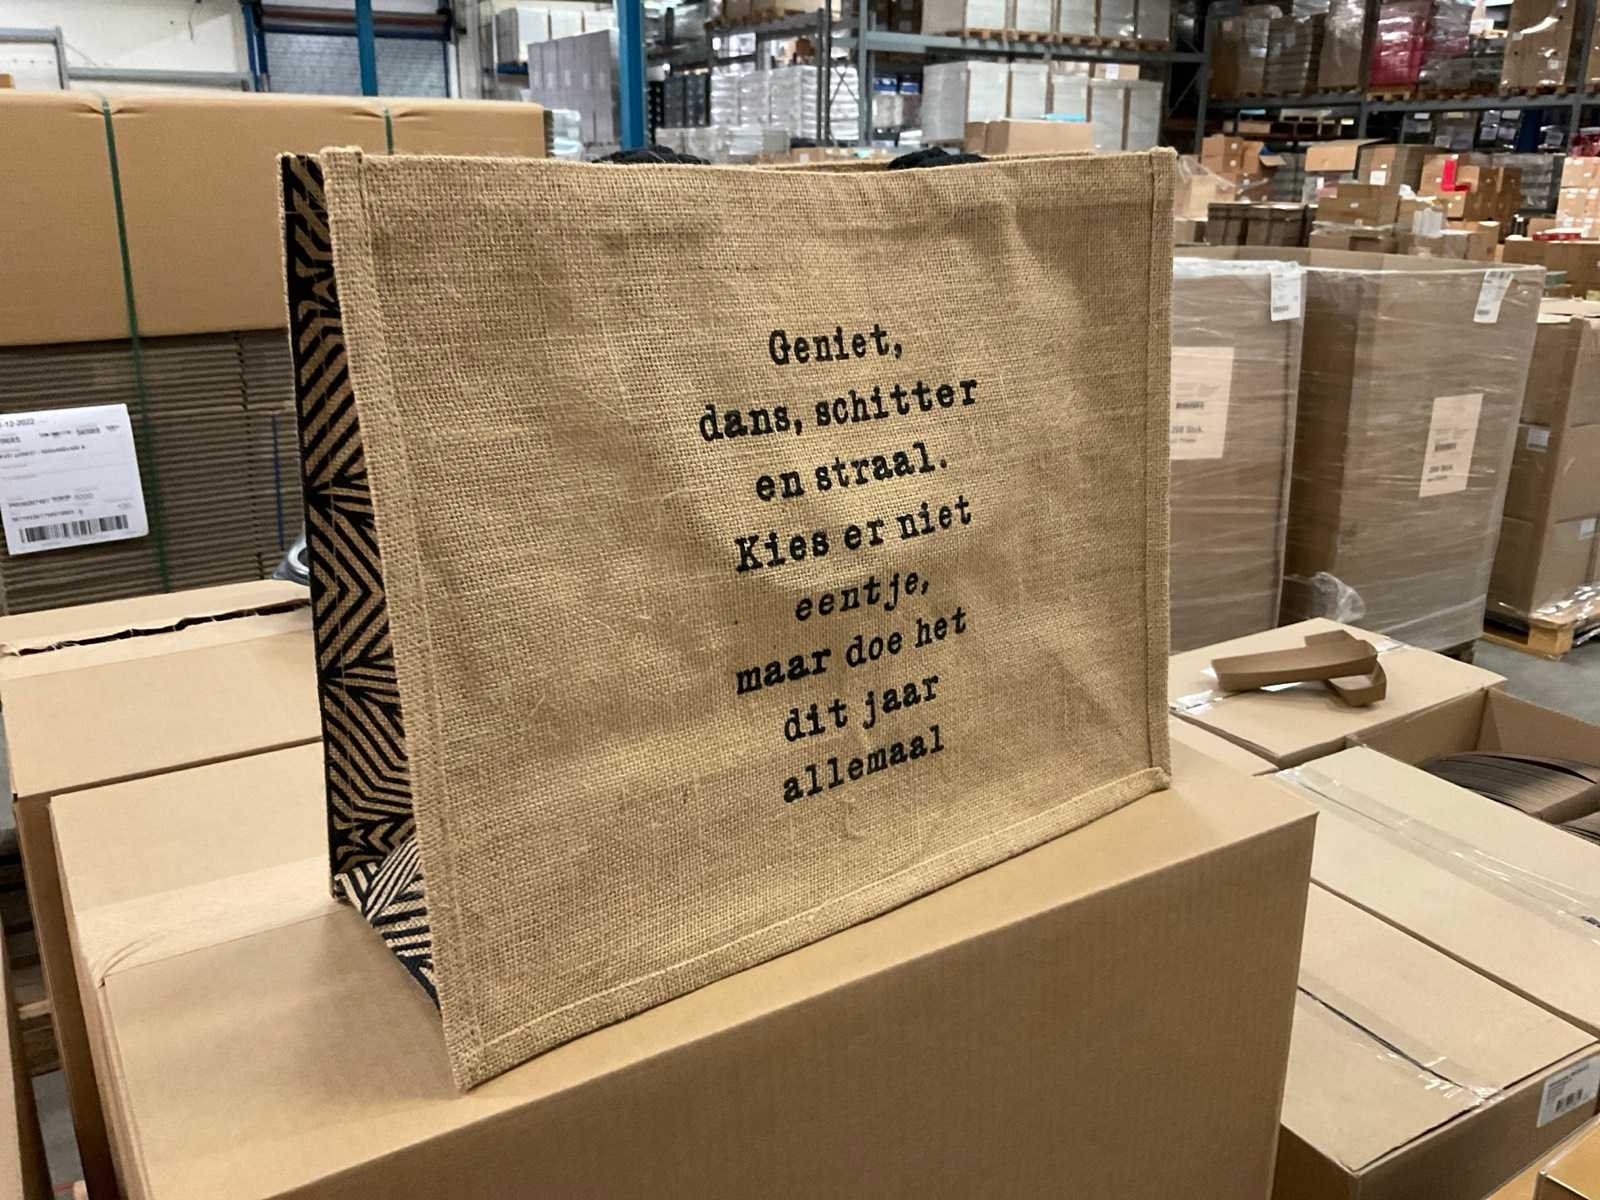 Geniet,
dans, schitter
en straal.
Kies er niet
eentje,
maar doe het
dit jaar
allemaal